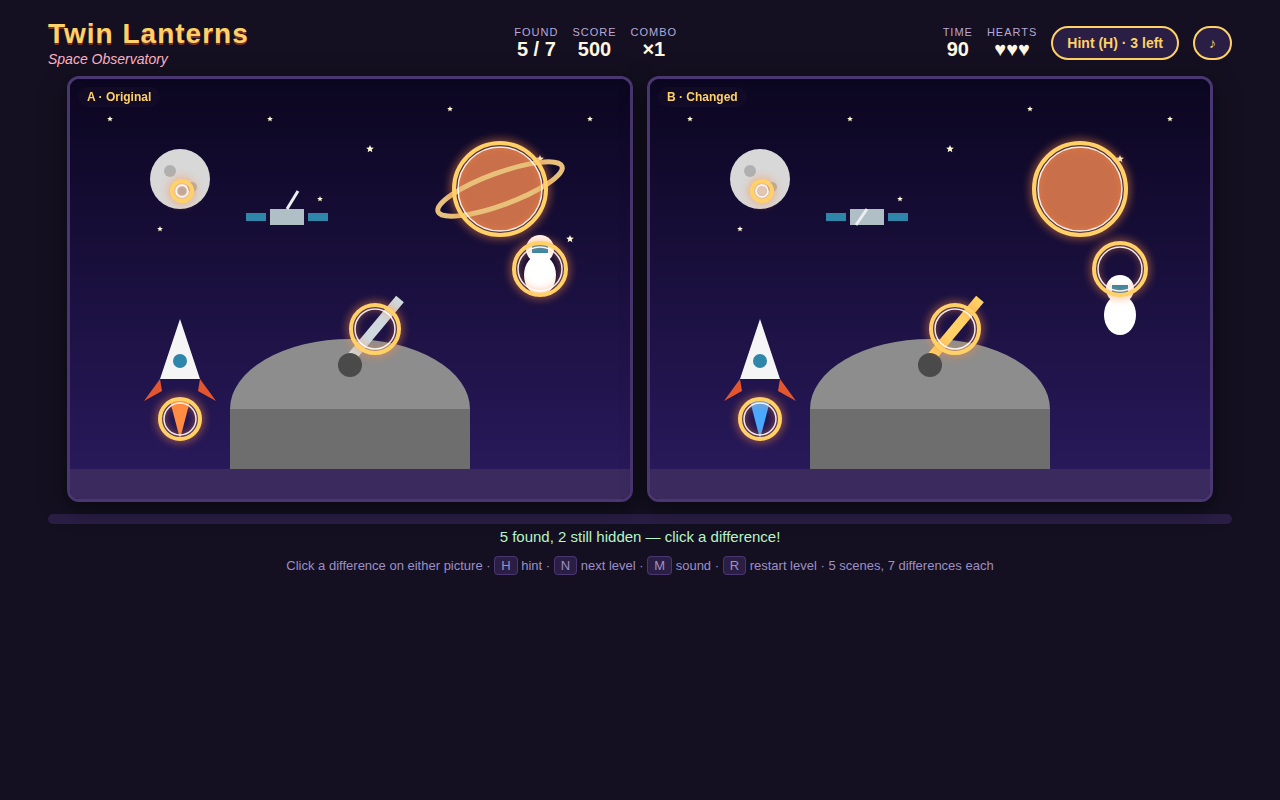 Twin Lanterns
Space Observatory
FOUND SCORE COMBO
5 / 7 500 ×1
TIME HEARTS
90 ♥♥♥
Hint (H) · 3 left
♪
A · Original
B · Changed
5 found, 2 still hidden — click a difference!
Click a difference on either picture · H hint · N next level · M sound · R restart level · 5 scenes, 7 differences each